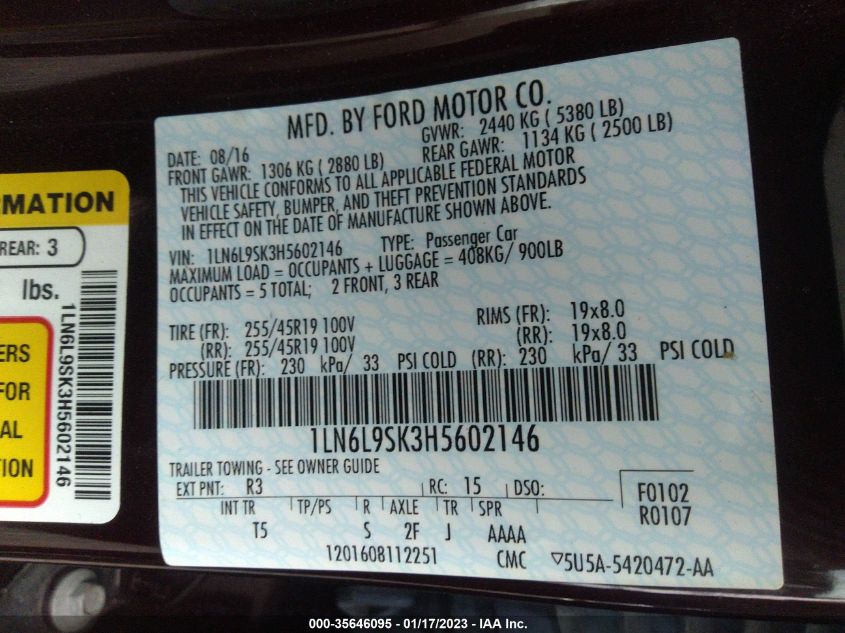 MFD. BY FORD MOTOR CO.
DATE: 08/16
GVWR: 2440 KG ( 5380 LB)
FRONT GAWR: 1306 KG ( 2880 LB)
REAR GAWR: 1134 KG ( 2500 LB)
THIS VEHICLE CONFORMS TO ALL APPLICABLE FEDERAL MOTOR
VEHICLE SAFETY, BUMPER, AND THEFT PREVENTION STANDARDS
IN EFFECT ON THE DATE OF MANUFACTURE SHOWN ABOVE.
VIN: 1LN6L9SK3H5602146 TYPE: Passenger Car
MAXIMUM LOAD = OCCUPANTS + LUGGAGE = 408KG/ 900LB
OCCUPANTS = 5 TOTAL; 2 FRONT, 3 REAR
TIRE (FR): 255/45R19 100V RIMS (FR): 19x8.0
(RR): 255/45R19 100V (RR): 19x8.0
PRESSURE (FR): 230 kPa/ 33 PSI COLD (RR): 230 kPa/ 33 PSI COLD
1LN6L9SK3H5602146
TRAILER TOWING - SEE OWNER GUIDE
EXT PNT: R3 RC: 15 DSO:
F0102
R0107
INT TR TP/PS R AXLE TR SPR
T5 S 2F J AAAA
1201608112251 CMC ▽5U5A-5420472-AA
RMATION
REAR: 3
lbs.
1LN6L9SK3H5602146
ERS
FOR
AL
TION
000-35646095 - 01/17/2023 - IAA Inc.